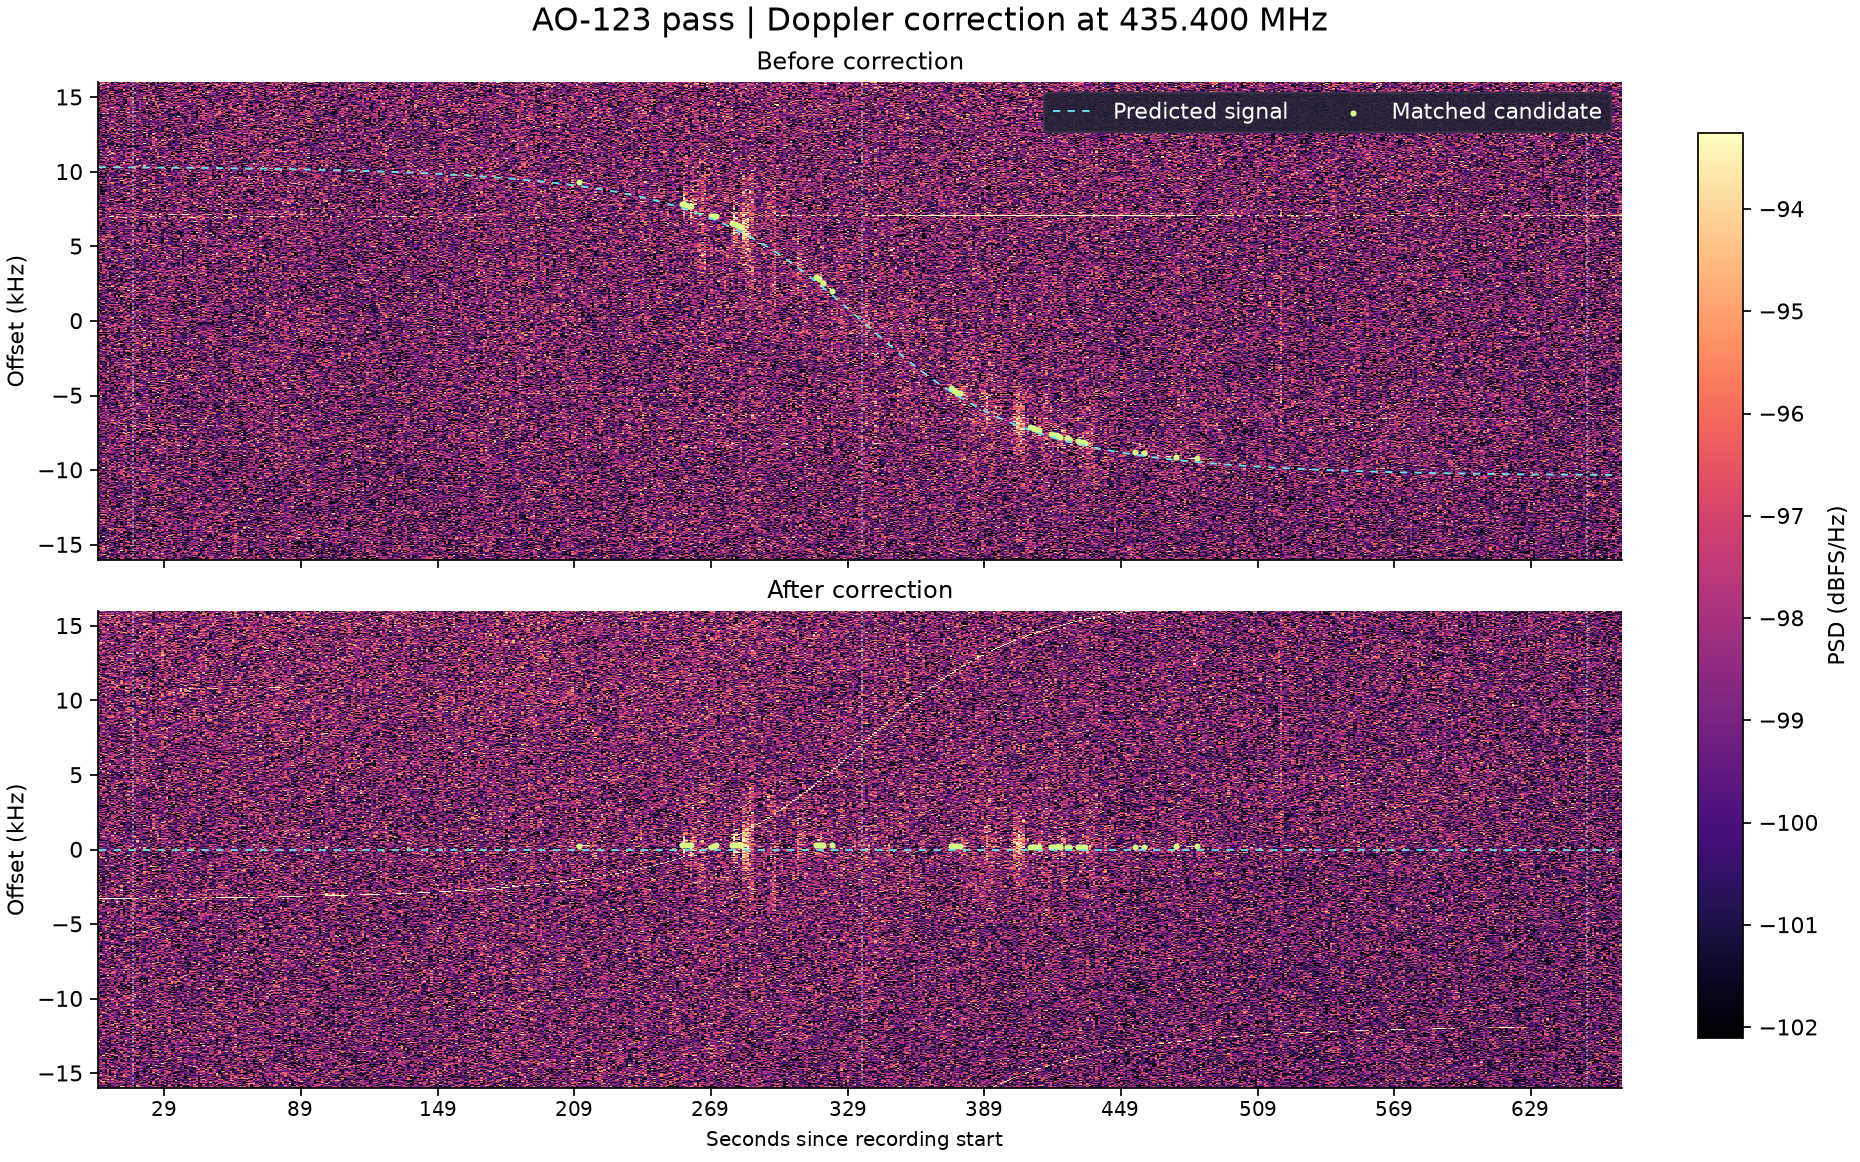 AO-123 pass | Doppler correction at 435.400 MHz
Before correction
Predicted signal
Matched candidate
15
10
5
0
−5
−10
−15
Offset (kHz)
After correction
15
10
5
0
−5
−10
−15
Offset (kHz)
29 89 149 209 269 329 389 449 509 569 629
Seconds since recording start
−94
−95
−96
−97
−98
−99
−100
−101
−102
PSD (dBFS/Hz)